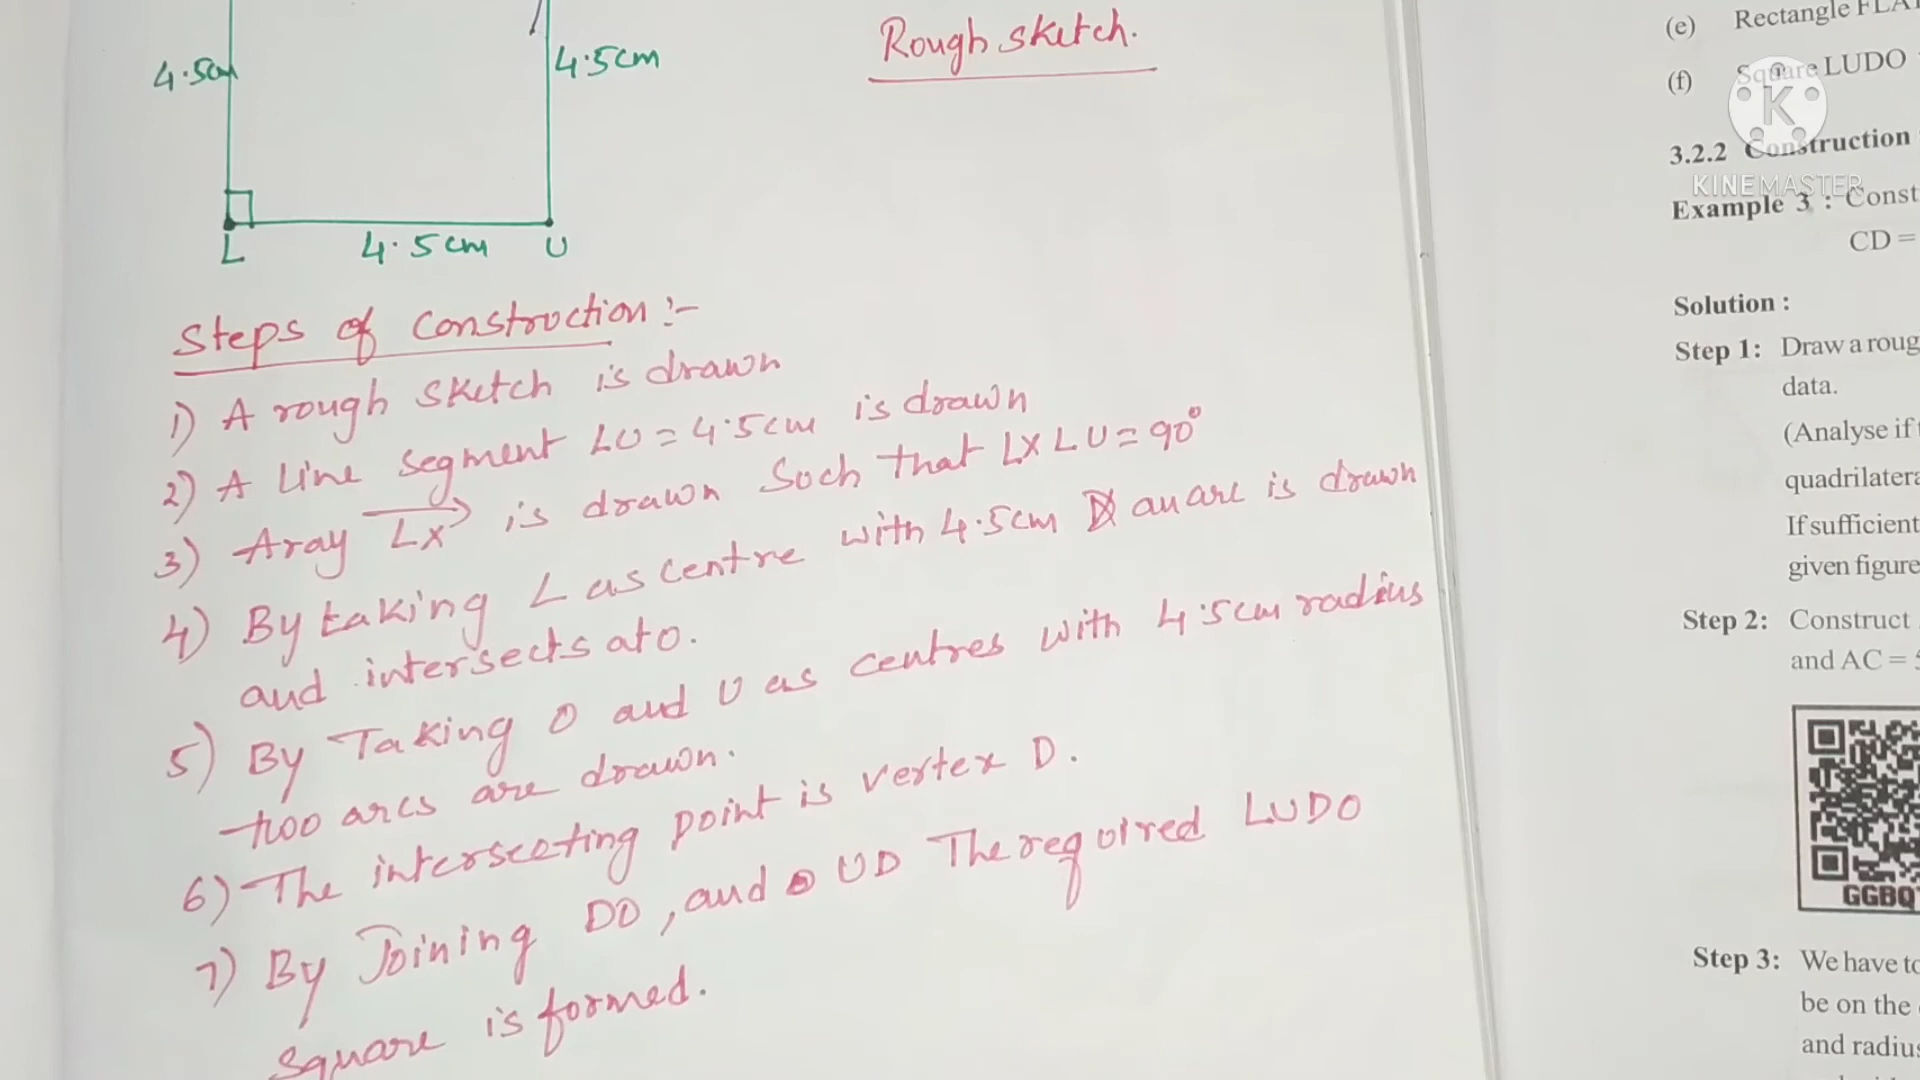 4.5cm
4.5cm
L
4.5cm
U
Rough sketch.
Steps of Construction :-
1) A rough sketch is drawn
2) A line segment LU = 4.5cm is drawn
3) A ray LX is drawn such that ∠XLU = 90°
4) By taking L as centre with 4.5cm an arc is drawn
and intersects at O.
5) By Taking O and U as centres with 4.5cm radius
two arcs are drawn.
6) The intersecting point is vertex D.
7) By Joining DO, and UD The required LUDO
square is formed.
(e) Rectangle FLA
(f) Square LUDO
K
KINEMASTER
3.2.2 Construction
Example 3 : Const
CD =
Solution :
Step 1: Draw a roug
data.
(Analyse if t
quadrilatera
If sufficient
given figure
Step 2: Construct
and AC = 5
GGBQ
Step 3: We have to
be on the
and radius